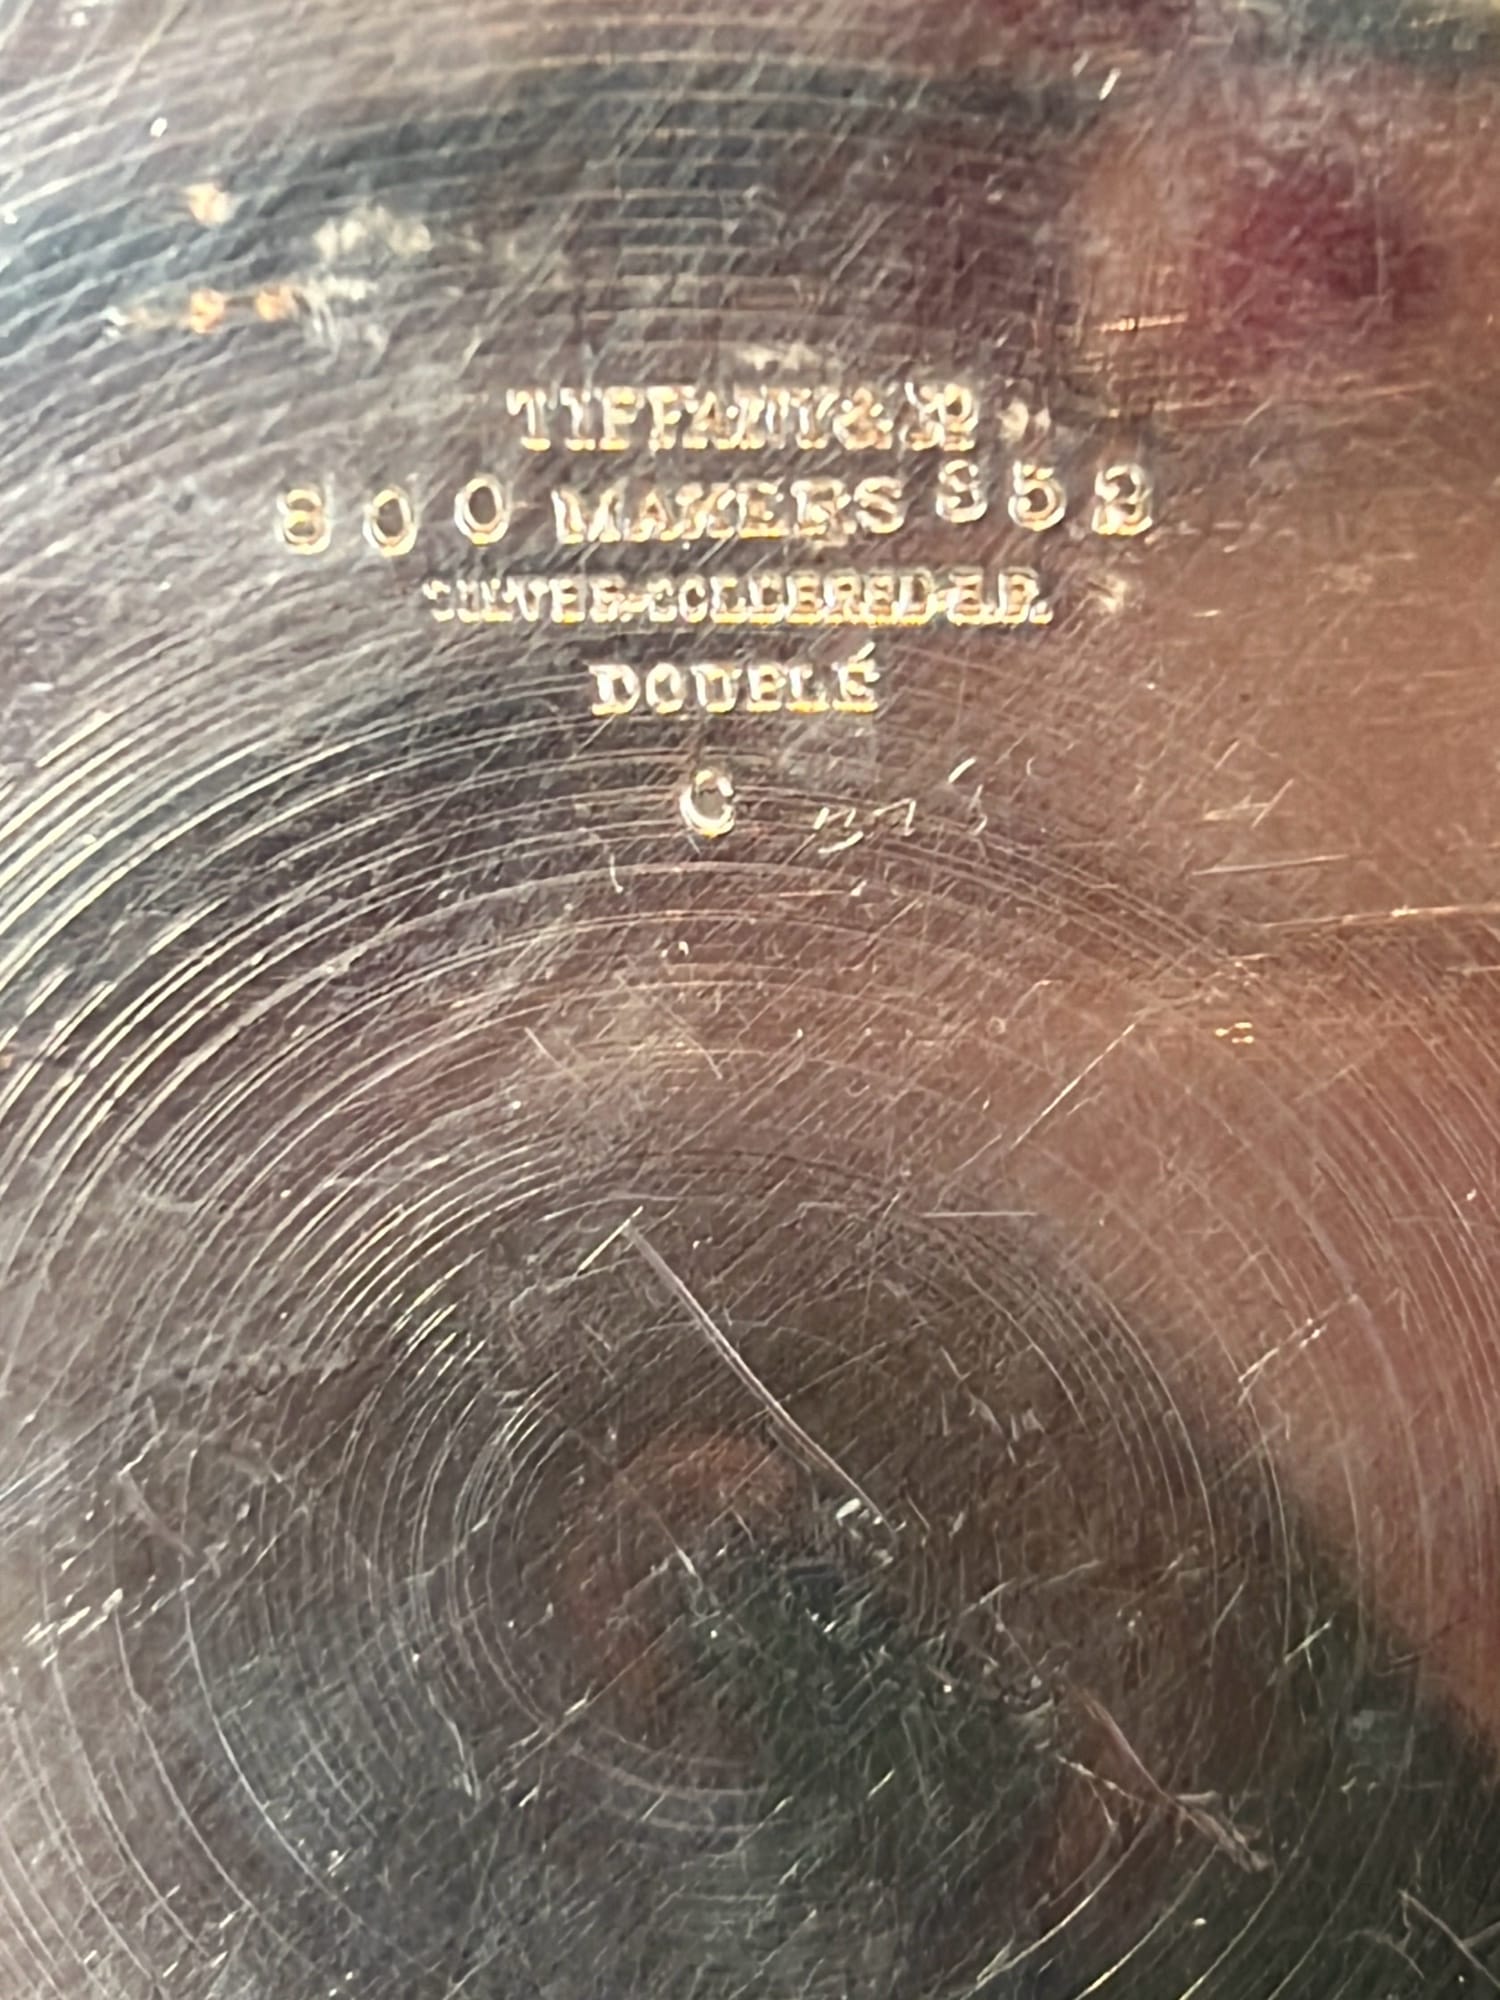 TIFFANY & Co
800 MAKERS 852
SILVER-SOLDERED-E.P.
DOUBLÉ
C